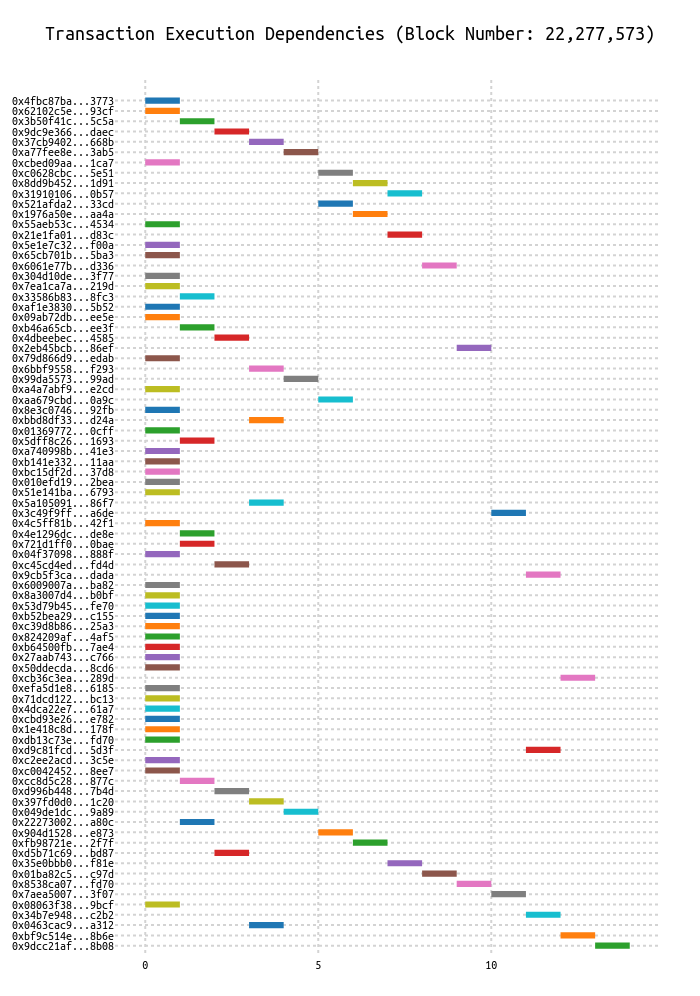 Transaction Execution Dependencies (Block Number: 22,277,573)
0x4fbc87ba...3773
0x62102c5e...93cf
0x3b50f41c...5c5a
0x9dc9e366...daec
0x37cb9402...668b
0xa77fee8e...3ab5
0xcbed09aa...1ca7
0xc0628cbc...5e51
0x8dd9b452...1d91
0x31910106...0b57
0x521afda2...33cd
0x1976a50e...aa4a
0x55aeb53c...4534
0x21e1fa01...d83c
0x5e1e7c32...f00a
0x65cb701b...5ba3
0x6061e77b...d336
0x304d10de...3f77
0x7ea1ca7a...219d
0x33586b83...8fc3
0xaf1e3830...5b52
0x09ab72db...ee5e
0xb46a65cb...ee3f
0x4dbeebec...4585
0x2eb45bcb...86ef
0x79d866d9...edab
0x6bbf9558...f293
0x99da5573...99ad
0xa4a7abf9...e2cd
0xaa679cbd...0a9c
0x8e3c0746...92fb
0xbbd8df33...d24a
0x01369772...0cff
0x5dff8c26...1693
0xa740998b...41e3
0xb141e332...11aa
0xbc15df2d...37d8
0x010efd19...2bea
0x51e141ba...6793
0x5a105091...86f7
0x3c49f9ff...a6de
0x4c5ff81b...42f1
0x4e1296dc...de8e
0x721d1ff0...0bae
0x04f37098...888f
0xc45cd4ed...fd4d
0x9cb5f3ca...dada
0x6009007a...ba82
0x8a3007d4...b0bf
0x53d79b45...fe70
0xb52bea29...c155
0xc39d8b86...25a3
0x824209af...4af5
0xb64500fb...7ae4
0x27aab743...c766
0x50ddecda...8cd6
0xcb36c3ea...289d
0xefa5d1e8...6185
0x71dcd122...bc13
0x4dca22e7...61a7
0xcbd93e26...e782
0x1e418c8d...178f
0xdb13c73e...fd70
0xd9c81fcd...5d3f
0xc2ee2acd...3c5e
0xc0042452...8ee7
0xcc8d5c28...877c
0xd996b448...7b4d
0x397fd0d0...1c20
0x049de1dc...9a89
0x22273002...a80c
0x904d1528...e873
0xfb98721e...2f7f
0xd5b71c69...bd87
0x35e0bbb0...f81e
0x01ba82c5...c97d
0x8538ca07...fd70
0x7aea5007...3f07
0x08063f38...9bcf
0x34b7e948...c2b2
0x0463cac9...a312
0xbf9c514e...8b6e
0x9dcc21af...8b08
0 5 10